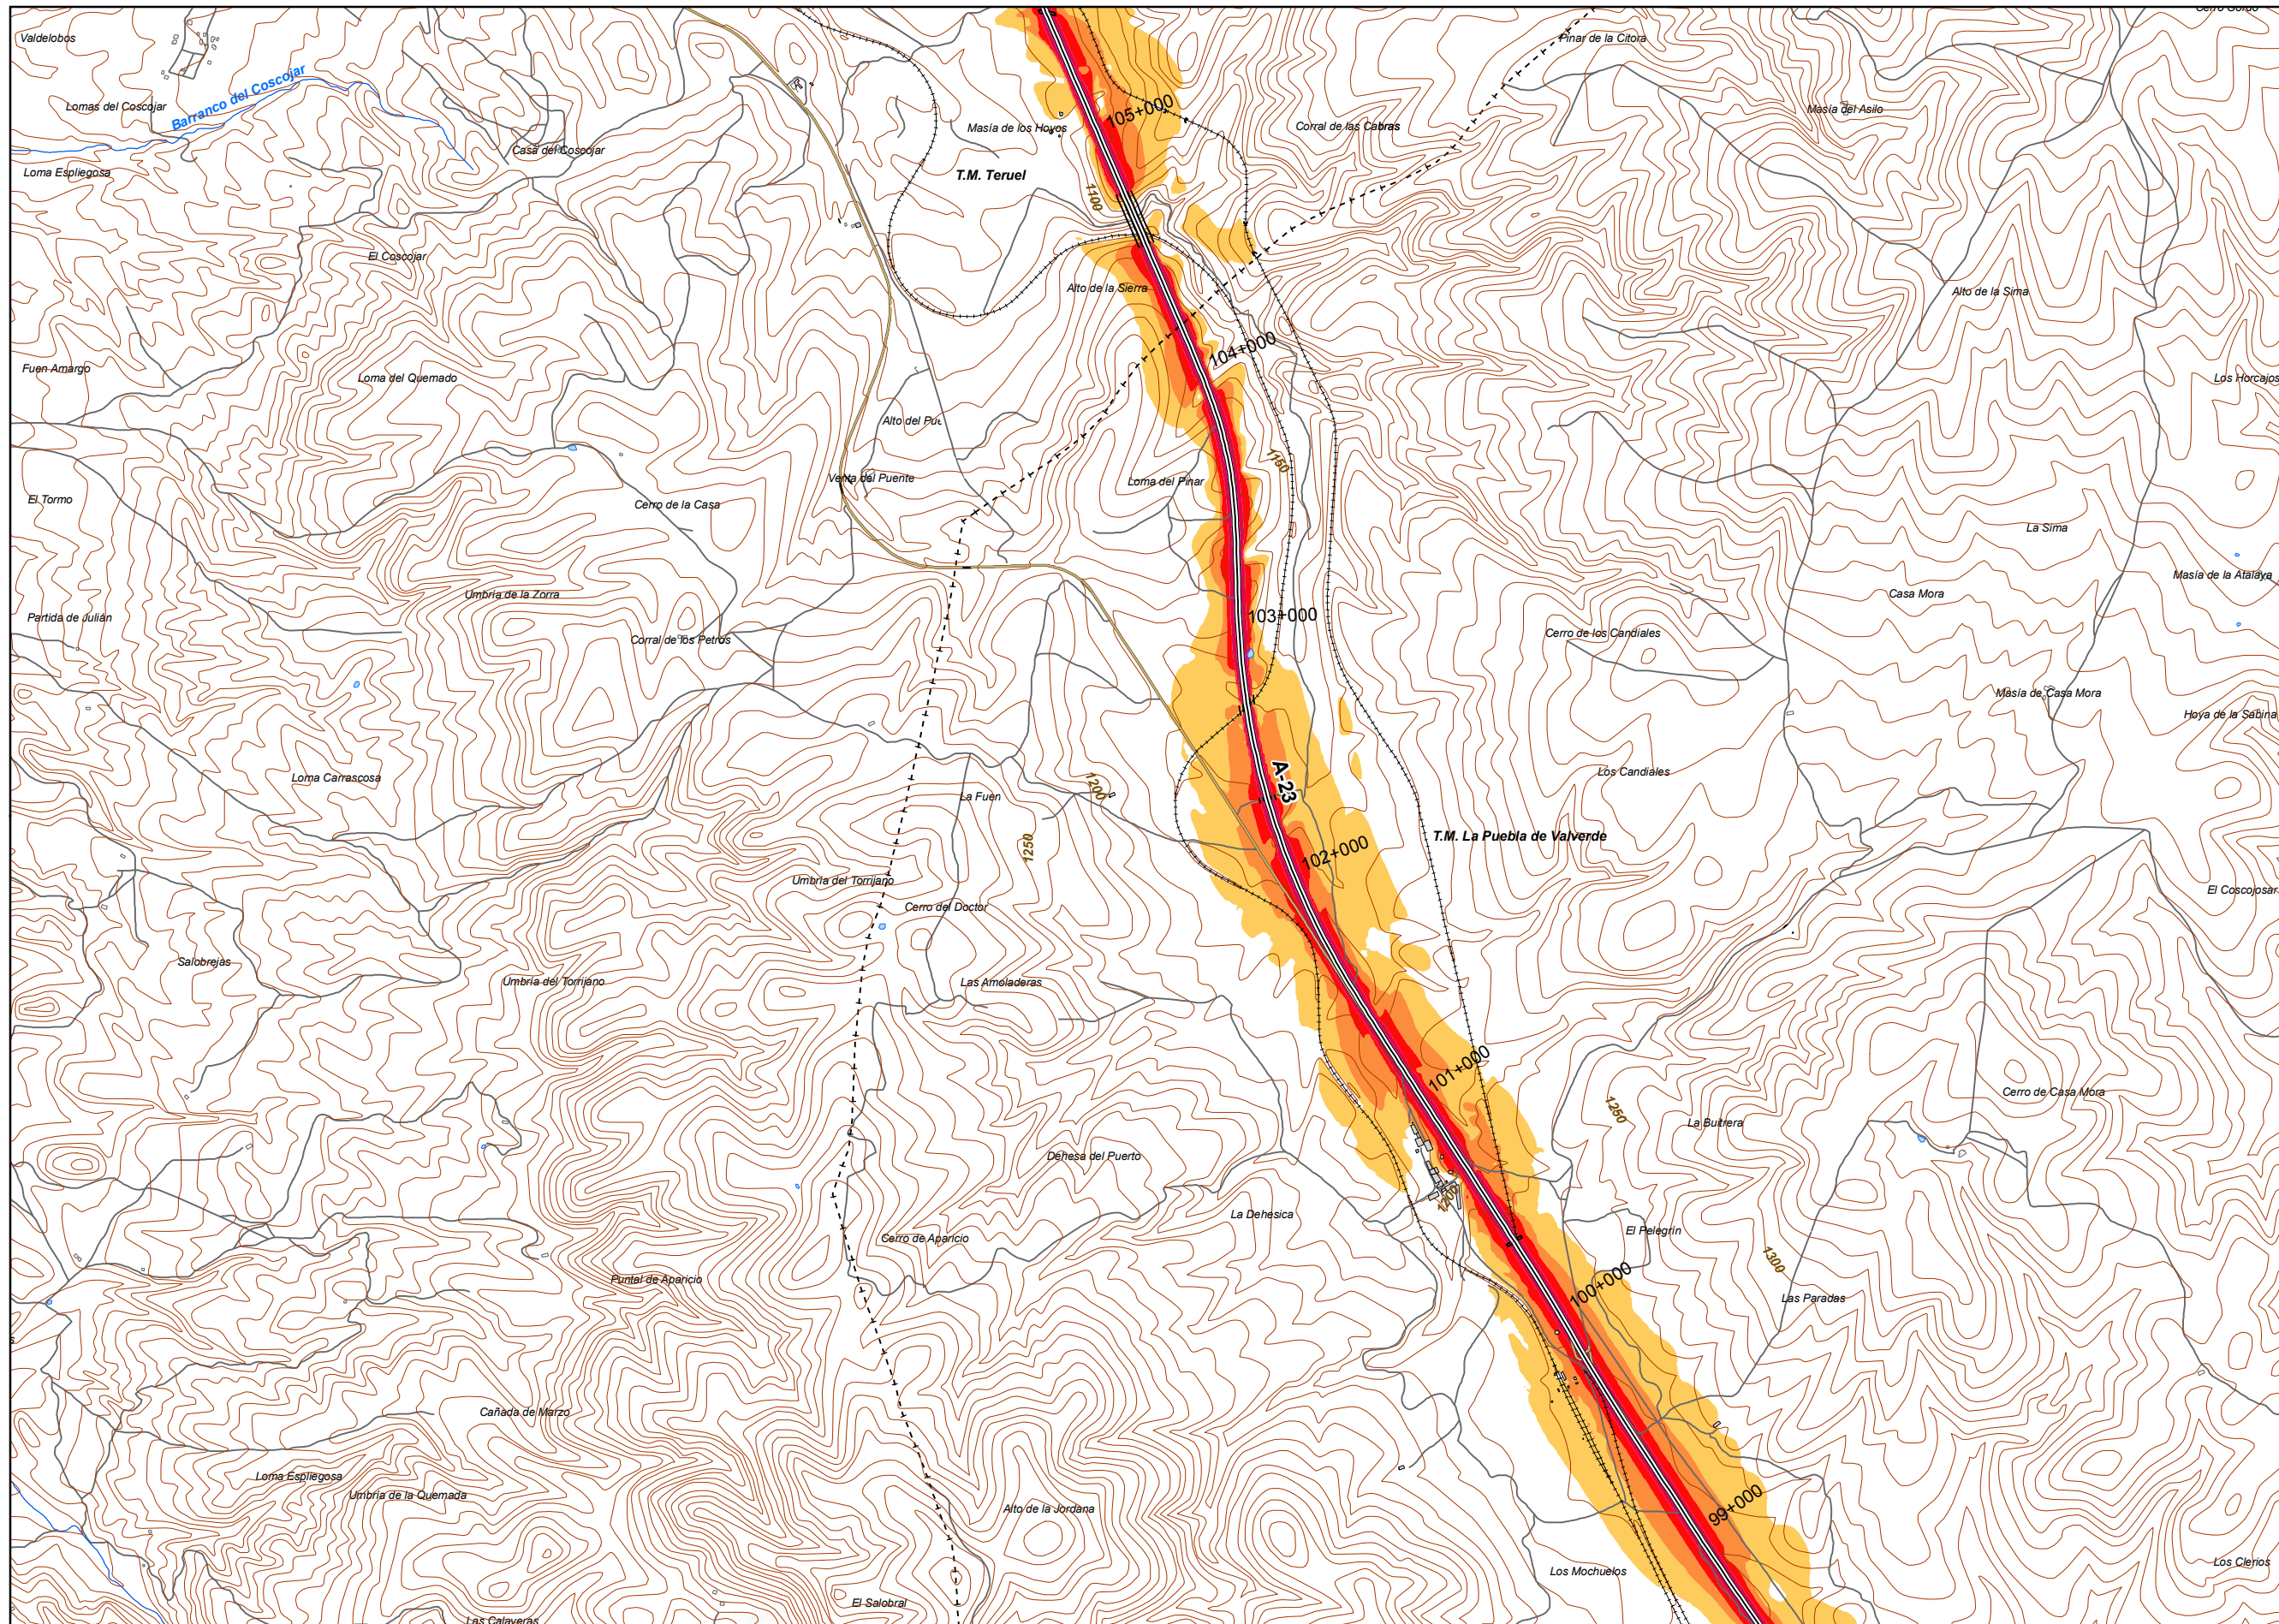 Valdelobos
Pinar de la Citora
Barranco del Coscojar
Lomas del Coscojar
105+000
Masía del Asilo
Masía de los Hoyos
Corral de las Cabras
Casa del Coscojar
Loma Espliegosa
T.M. Teruel
1100
El Coscojar
Alto de la Sierra
Alto de la Sima
104+000
Fuen Amargo
Loma del Quemado
Los Horcajos
Alto del Pue
1150
Venta del Puente
Loma del Pinar
El Tormo
Cerro de la Casa
La Sima
Masía de la Atalaya
Umbría de la Zorra
Casa Mora
Partida de Julián
103+000
Corral de los Petros
Cerro de los Candiales
Masía de Casa Mora
Hoya de la Sabina
Loma Carrascosa
Los Candiales
A-23
1200
La Fuen
T.M. La Puebla de Valverde
1250
102+000
Umbría del Torrijano
El Coscojosar
Cerro del Doctor
Salobrejas
Umbría del Torrijano
Las Amoladeras
101+000
Cerro de Casa Mora
1250
La Buitrera
Dehesa del Puerto
1200
La Dehesica
El Pelegrín
Cerro de Aparicio
1300
Puntal de Aparicio
100+000
Las Paradas
Cañada de Marzo
Loma Espliegosa
Umbría de la Quemada
Alto de la Jordana
99+000
Los Clerios
Los Mochuelos
El Salobral
Las Calaveras